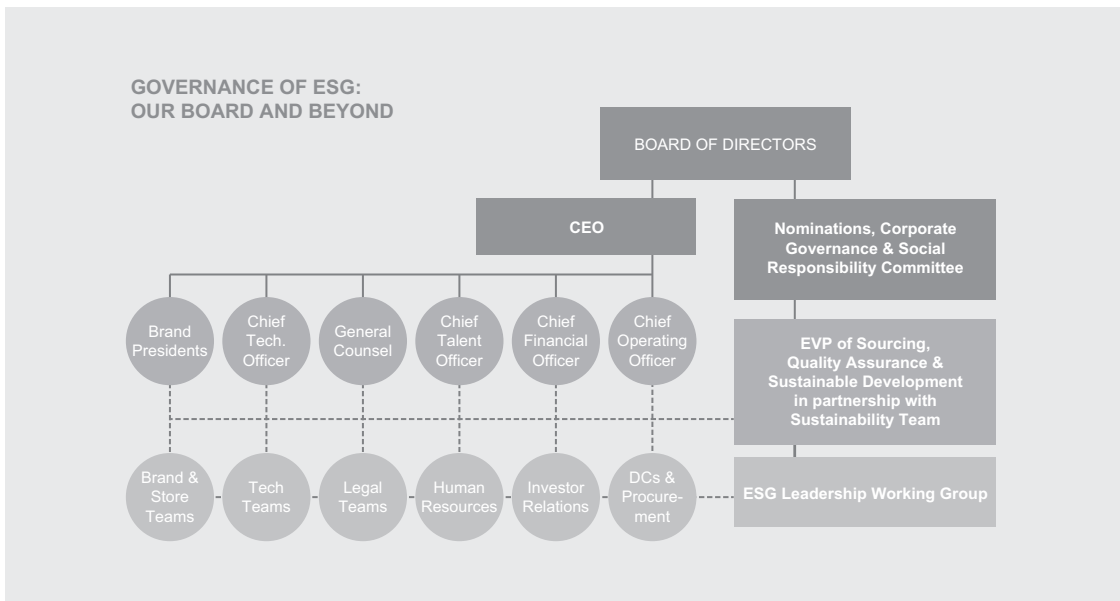 GOVERNANCE OF ESG:
OUR BOARD AND BEYOND
BOARD OF DIRECTORS
CEO
Nominations, Corporate
Governance & Social
Responsibility Committee
Brand
Presidents
Chief
Tech.
Officer
General
Counsel
Chief
Talent
Officer
Chief
Financial
Officer
Chief
Operating
Officer
EVP of Sourcing,
Quality Assurance &
Sustainable Development
in partnership with
Sustainability Team
Brand &
Store
Teams
Tech
Teams
Legal
Teams
Human
Resources
Investor
Relations
DCs &
Procure-
ment
ESG Leadership Working Group